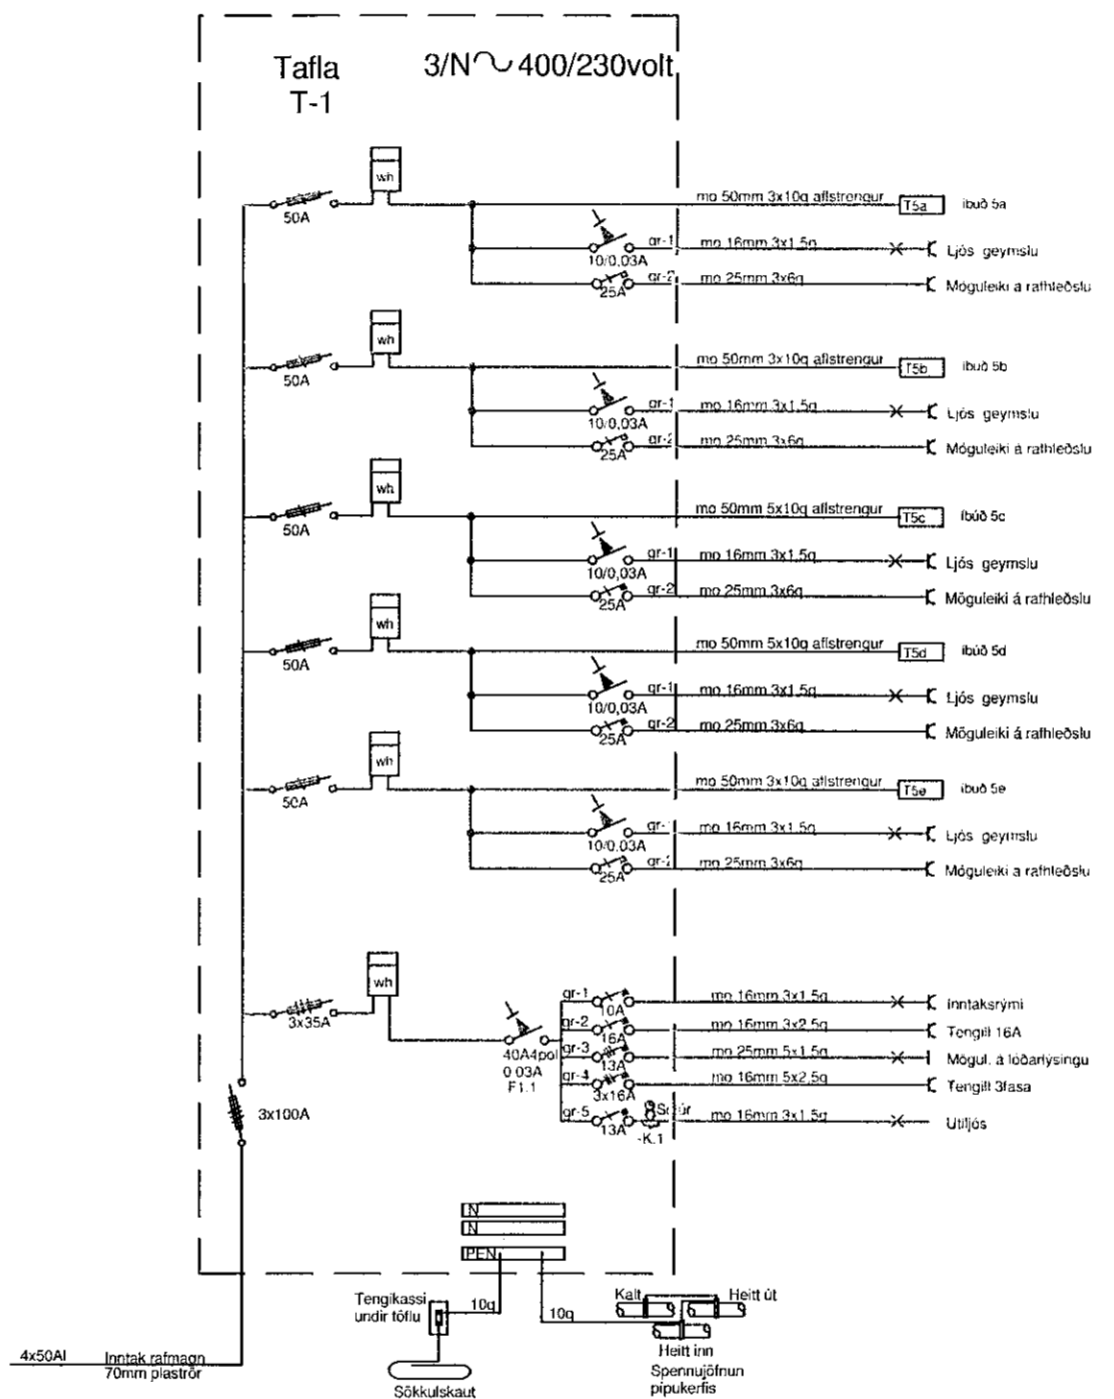 Tafla
T-1
3/N 400/230volt
wh
50A
mo 50mm 3x10q aflstrengur
T5a
íbuð 5a
10/0,03A
gr-1
mo 16mm 3x1,5q
Ljós geymslu
25A
gr-2
mo 25mm 3x6q
Möguleiki á rafhleðslu
wh
50A
mo 50mm 3x10q aflstrengur
T5b
íbuð 5b
10/0,03A
gr-1
mo 16mm 3x1,5q
Ljós geymslu
25A
gr-2
mo 25mm 3x6q
Möguleiki á rafhleðslu
wh
50A
mo 50mm 5x10q aflstrengur
T5c
íbúð 5c
10/0,03A
gr-1
mo 16mm 3x1,5q
Ljós geymslu
25A
gr-2
mo 25mm 3x6q
Möguleiki á rafhleðslu
wh
50A
mo 50mm 5x10q aflstrengur
T5d
íbúð 5d
10/0,03A
gr-1
mo 16mm 3x1,5q
Ljós geymslu
25A
gr-2
mo 25mm 3x6q
Möguleiki á rafhleðslu
wh
50A
mo 50mm 3x10q aflstrengur
T5e
íbuð 5e
10/0,03A
gr-1
mo 16mm 3x1,5q
Ljós geymslu
25A
gr-2
mo 25mm 3x6q
Möguleiki a rafhleðslu
wh
3x35A
40A4pol
0.03A
F1.1
gr-1
10A
mo 16mm 3x1,5q
Inntaksrými
gr-2
16A
mo 16mm 3x2,5q
Tengill 16A
gr-3
13A
mo 25mm 5x1,5q
Mögul. á lóðarlýsingu
gr-4
3x16A
mo 16mm 5x2,5q
Tengill 3fasa
gr-5
13A
-K.1
mo 16mm 3x1,5q
Utiljós
3x100A
N
N
PEN
Tengikassi
undir töflu
10q
10q
Kalt
Heitt út
Heitt inn
Spennujöfnun
pípukerfis
Sökkulskaut
4x50Al
Inntak rafmagn
70mm plaströr